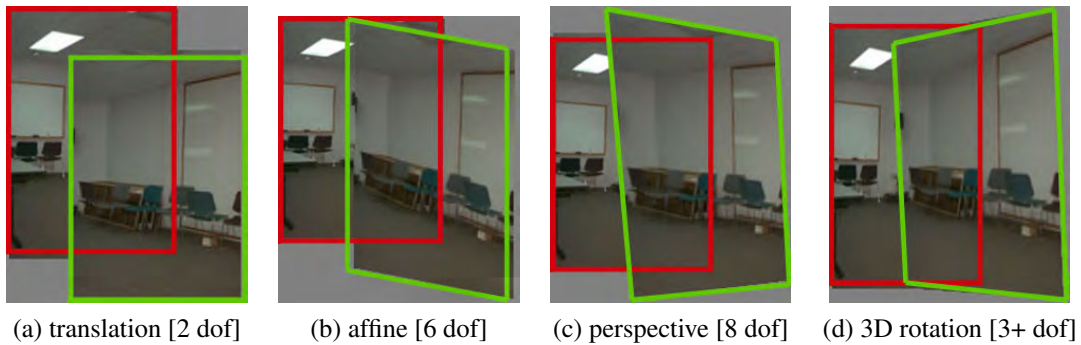 (a) translation [2 dof]
(b) affine [6 dof]
(c) perspective [8 dof]
(d) 3D rotation [3+ dof]